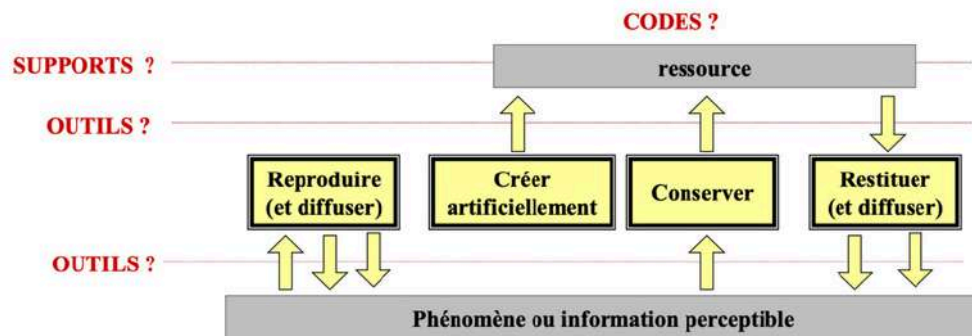 CODES ?
SUPPORTS ?
ressource
OUTILS ?
Reproduire
(et diffuser)
Créer
artificiellement
Conserver
Restituer
(et diffuser)
OUTILS ?
Phénomène ou information perceptible